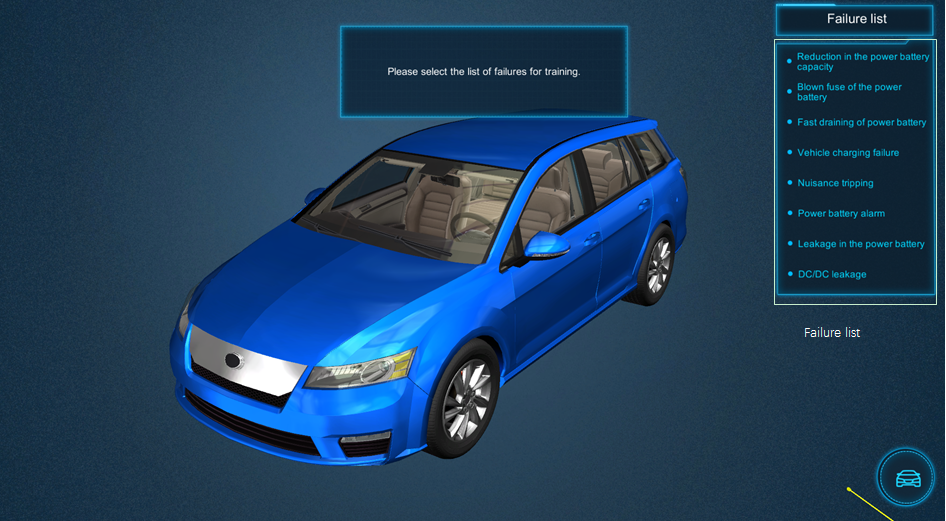 Failure list
Please select the list of failures for training.
Reduction in the power battery
capacity
Blown fuse of the power
battery
Fast draining of power battery
Vehicle charging failure
Nuisance tripping
Power battery alarm
Leakage in the power battery
DC/DC leakage
Failure list